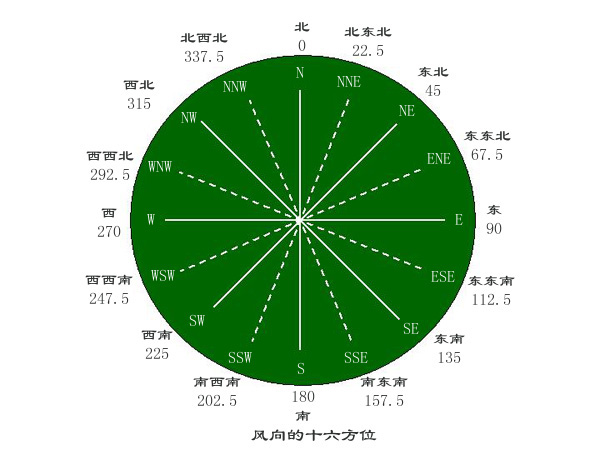 北
0
北西北
337.5
北东北
22.5
西北
315
东北
45
西西北
292.5
东东北
67.5
西
270
东
90
西西南
247.5
东东南
112.5
西南
225
东南
135
南西南
202.5
南东南
157.5
180
南
N
NNW
NNE
NW
NE
WNW
ENE
W
E
WSW
ESE
SW
SE
SSW
SSE
S
风向的十六方位